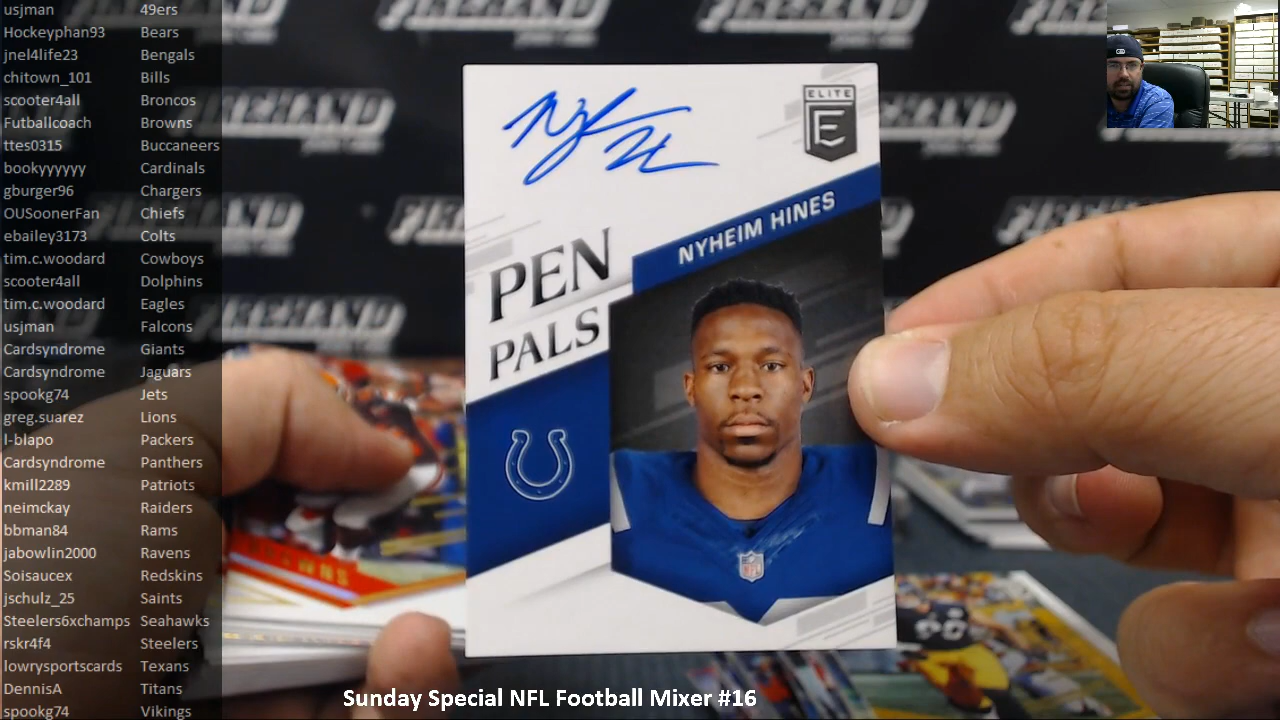 usjman 49ers
Hockeyphan93 Bears
jnel4life23 Bengals
chitown_101 Bills
scooter4all Broncos
Futballcoach Browns
ttes0315 Buccaneers
bookyyyyyy Cardinals
gburger96 Chargers
OUSoonerFan Chiefs
ebailey3173 Colts
tim.c.woodard Cowboys
scooter4all Dolphins
tim.c.woodard Eagles
usjman Falcons
Cardsyndrome Giants
Cardsyndrome Jaguars
spookg74 Jets
greg.suarez Lions
l-blapo Packers
Cardsyndrome Panthers
kmill2289 Patriots
neimckay Raiders
bbman84 Rams
jabowlin2000 Ravens
Soisaucex Redskins
jschulz_25 Saints
Steelers6xchamps Seahawks
rskr4f4 Steelers
lowrysportscards Texans
DennisA Titans
spookg74 Vikings
ELITE
E
NYHEIM HINES
PEN
PALS
NFL
FIREHAND
Sunday Special NFL Football Mixer #16